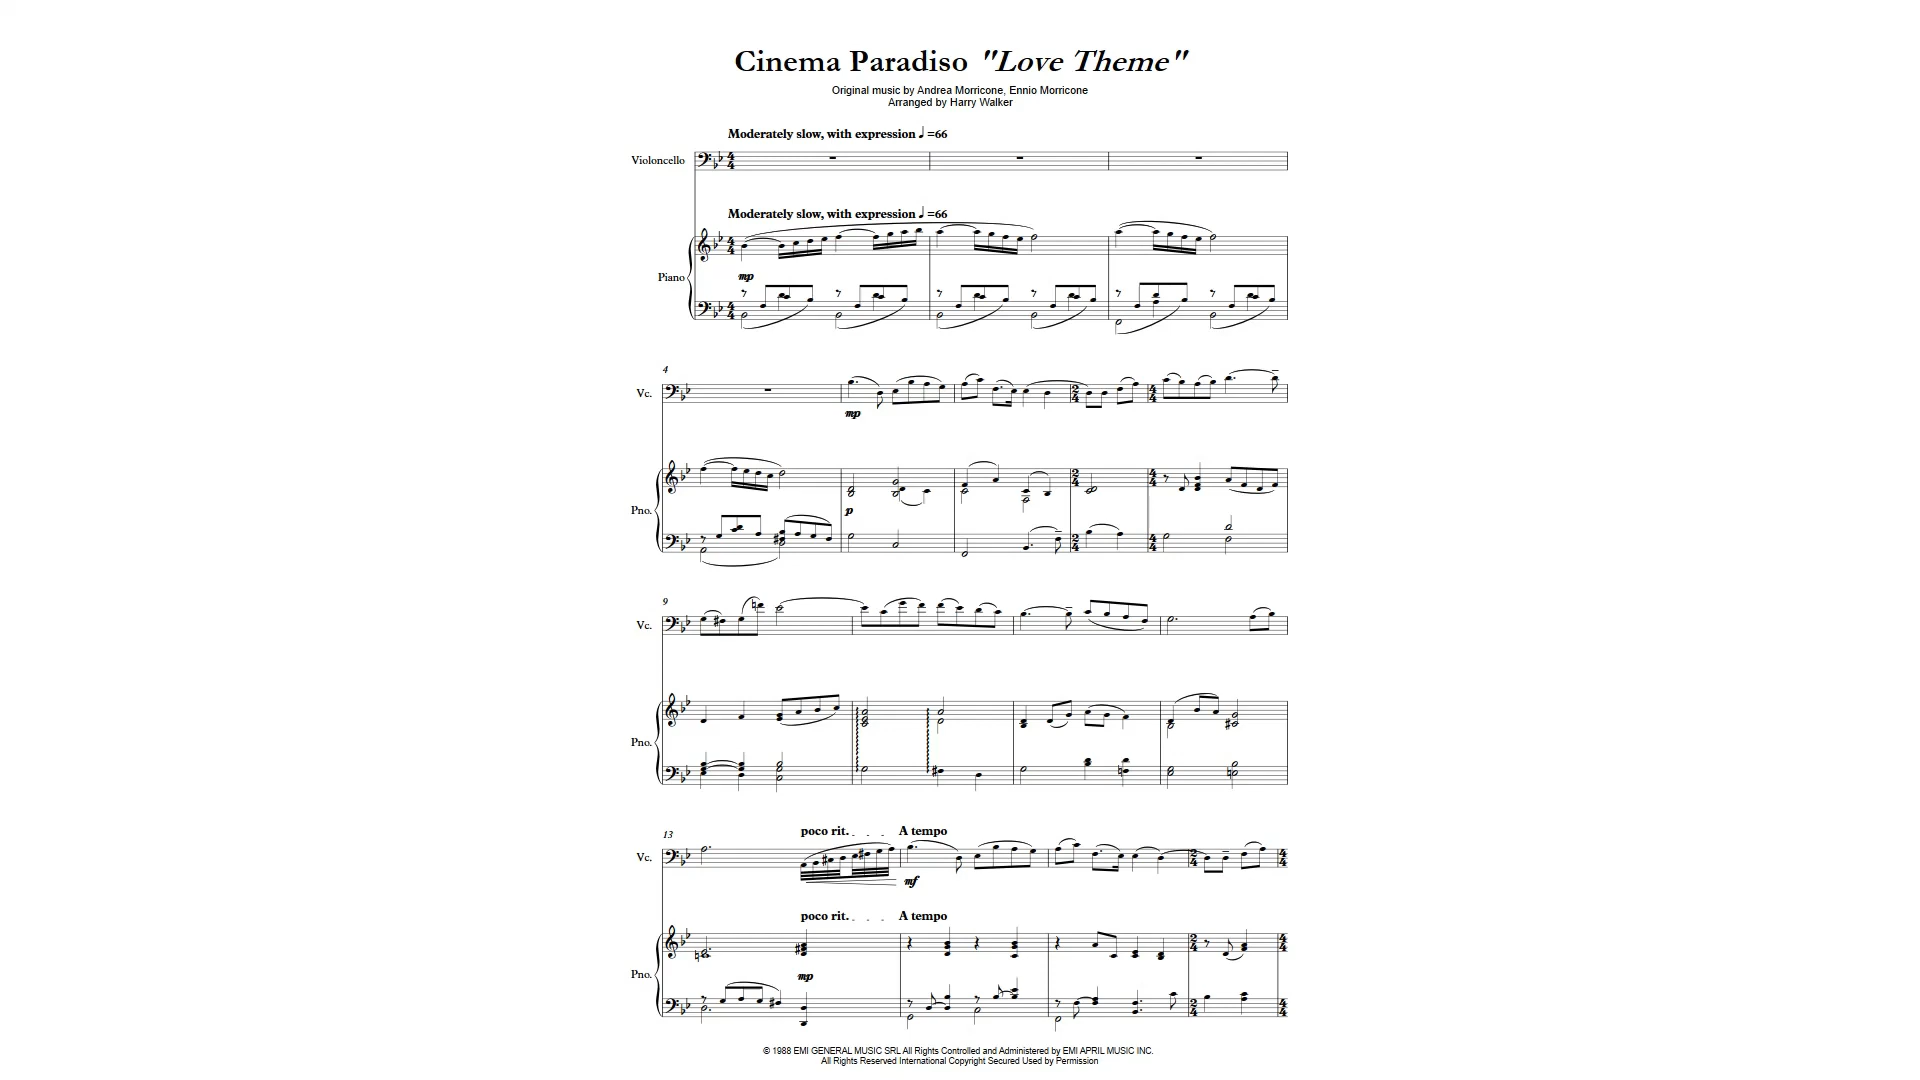 Cinema Paradiso "Love Theme"
Original music by Andrea Morricone, Ennio Morricone
Arranged by Harry Walker
Moderately slow, with expression ♩=66
Violoncello
Moderately slow, with expression ♩=66
Piano
mp
4
Vc.
mp
Pno.
p
9
Vc.
Pno.
13
poco rit. _ _ _ A tempo
Vc.
mf
poco rit. _ _ _ A tempo
Pno.
mp
© 1988 EMI GENERAL MUSIC SRL All Rights Controlled and Administered by EMI APRIL MUSIC INC.
All Rights Reserved International Copyright Secured Used by Permission